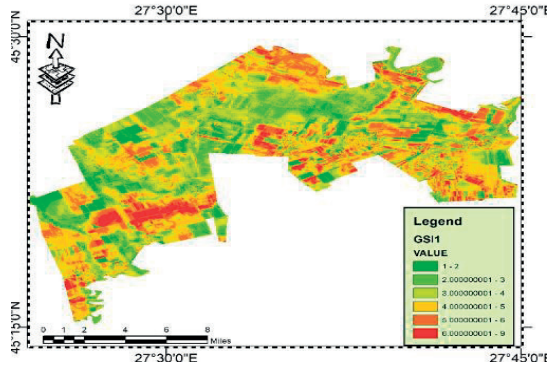 27°30'0"E 27°45'0"E
45°30'0"N
N
Legend
GSI1
VALUE
1 - 2
2.000000001 - 3
3.000000001 - 4
4.000000001 - 5
5.000000001 - 6
6.000000001 - 9
45°15'0"N
0 1 2 4 6 8
Miles
27°30'0"E 27°45'0"E